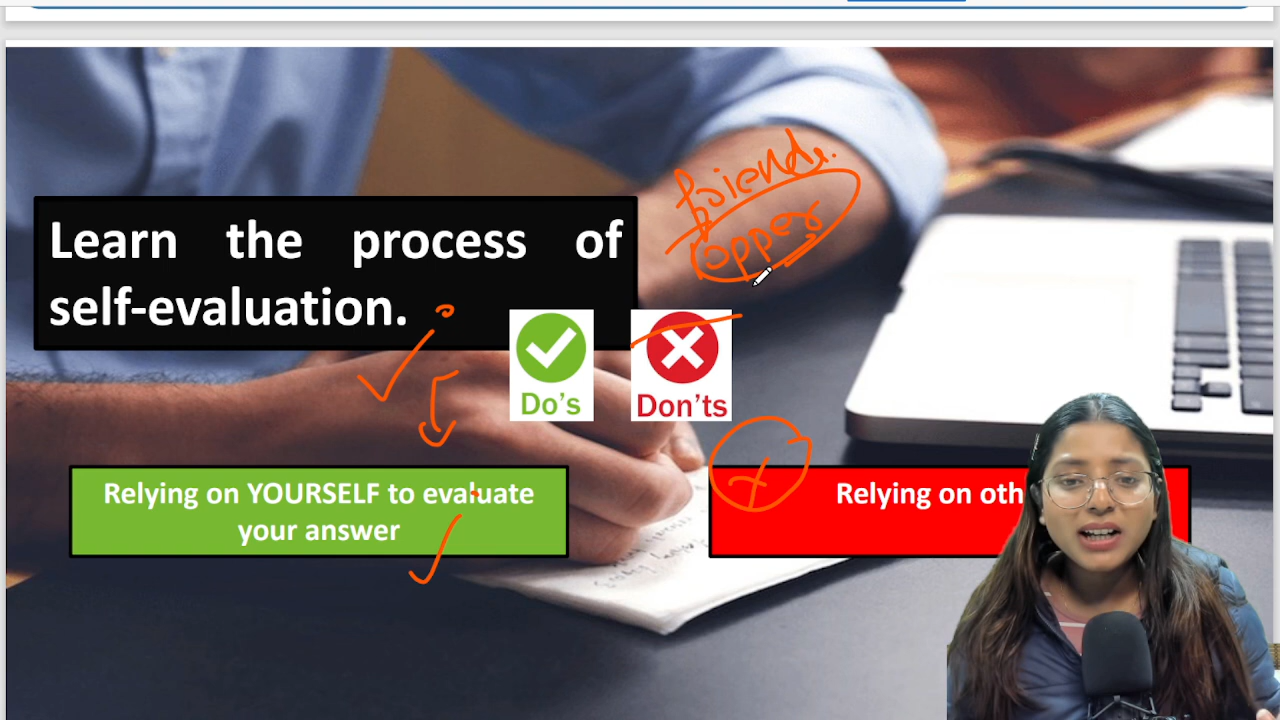 friends.
opper
Learn the process of
self-evaluation.
Do's
Don'ts
Relying on YOURSELF to evaluate
your answer
Relying on oth